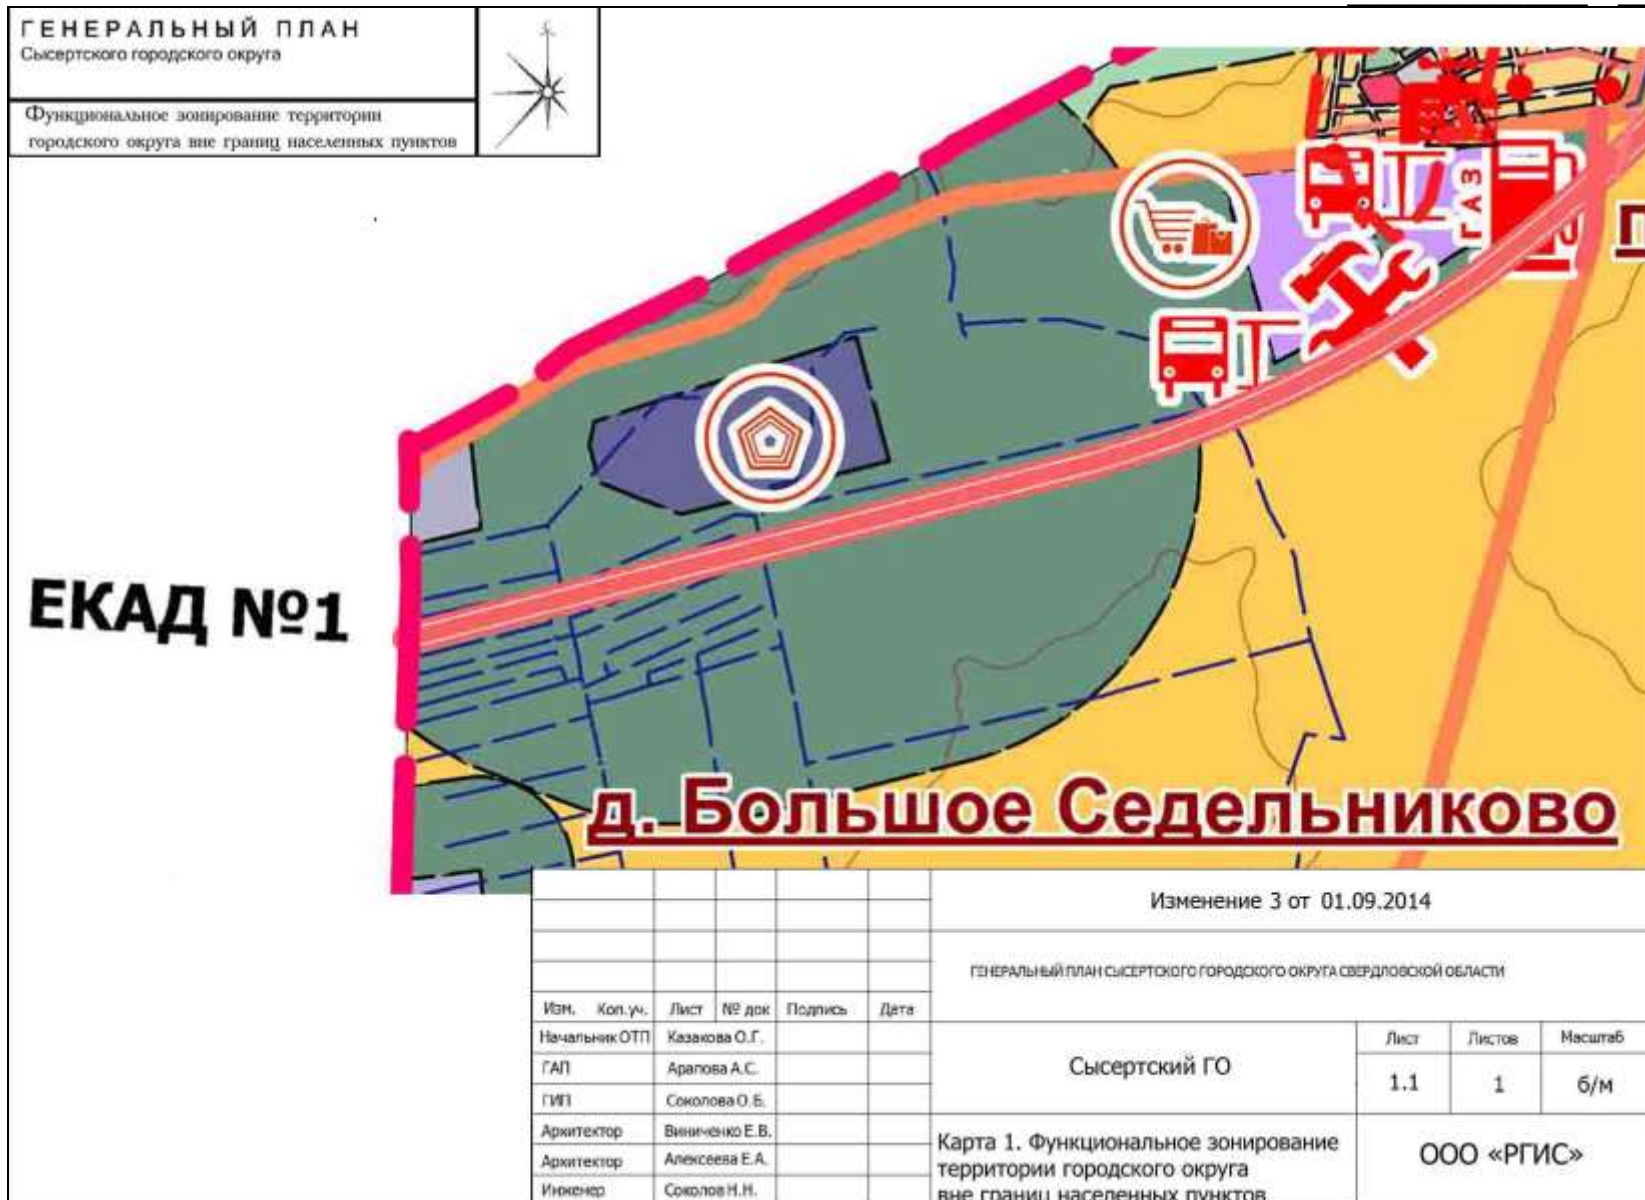 ГЕНЕРАЛЬНЫЙ ПЛАН
Сысертского городского округа
Функциональное зонирование территории
городского округа вне границ населенных пунктов
ГАЗ
П
ЕКАД №1
д. Большое Седельниково
Изменение 3 от 01.09.2014
ГЕНЕРАЛЬНЫЙ ПЛАН СЫСЕРТСКОГО ГОРОДСКОГО ОКРУГА СВЕРДЛОВСКОЙ ОБЛАСТИ
Изм. Кол.уч. Лист № док Подпись Дата
Начальник ОТП Казакова О.Г.
ГАП Арапова А.С.
ГИП Соколова О.Б.
Архитектор Виниченко Е.В.
Архитектор Алексеева Е.А.
Инженер Соколов Н.Н.
Сысертский ГО
Лист Листов Масштаб
1.1 1 б/м
Карта 1. Функциональное зонирование
территории городского округа
вне границ населенных пунктов
ООО «РГИС»